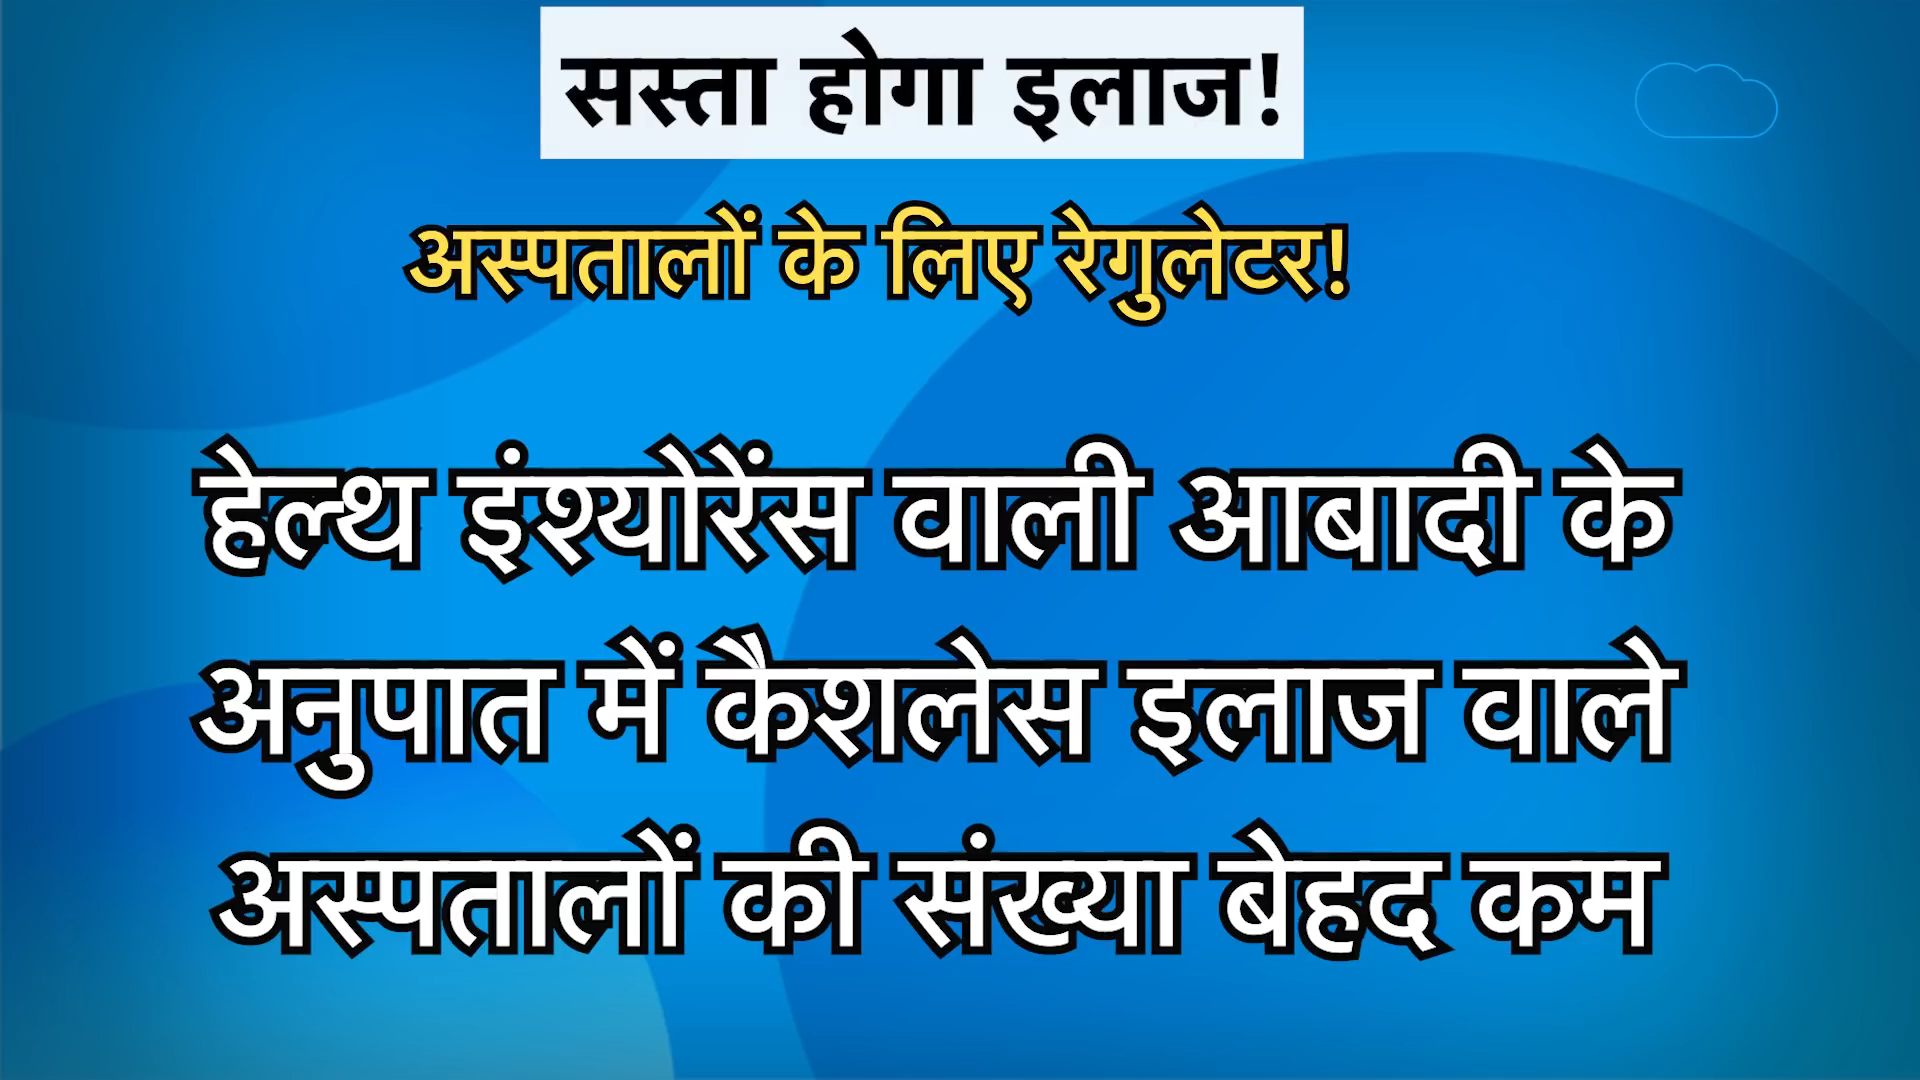 सस्ता होगा इलाज!
अस्पतालों के लिए रेगुलेटर!
हेल्थ इंश्योरेंस वाली आबादी के
अनुपात में कैशलेस इलाज वाले
अस्पतालों की संख्या बेहद कम